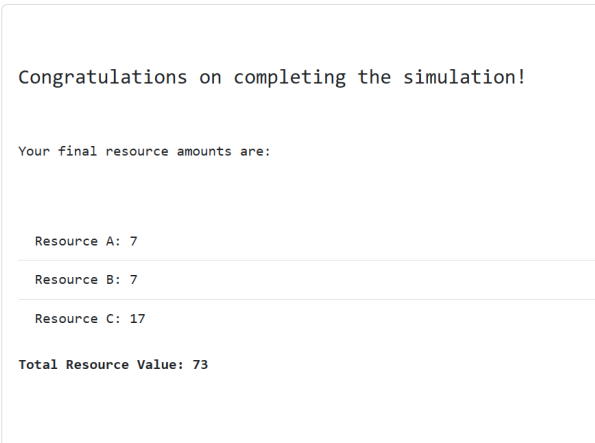 Congratulations on completing the simulation!
Your final resource amounts are:
Resource A: 7
Resource B: 7
Resource C: 17
Total Resource Value: 73